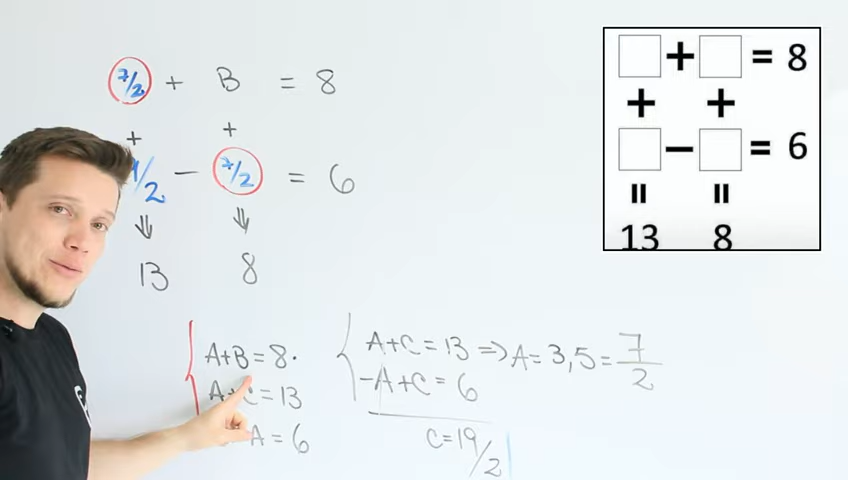 7/2 + B = 8
+ +
/2 − 7/2 = 6
⇓ ⇓
13 8
A+B=8.
A+C=13
A=6
A+C=13 ⇒ A=3,5=7/2
−A+C=6
C=19/2
□+□=8
+ +
□−□=6
= =
13 8